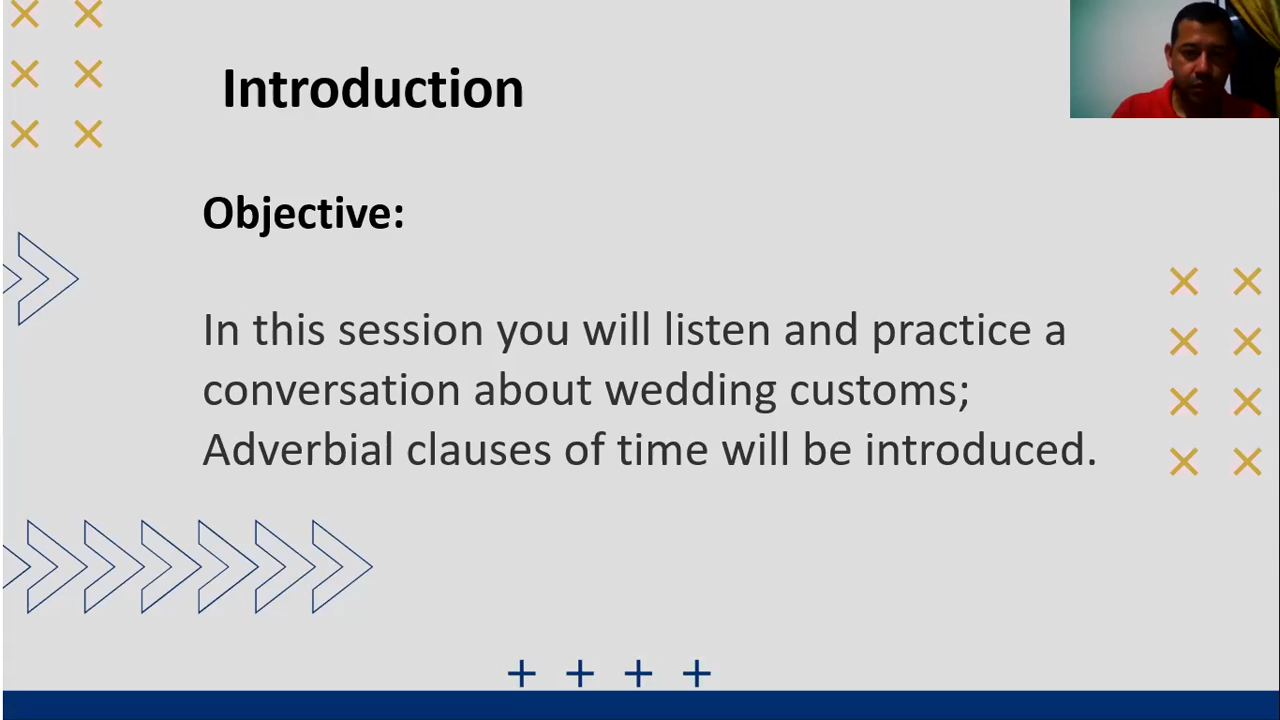 Introduction
Objective:
In this session you will listen and practice a
conversation about wedding customs;
Adverbial clauses of time will be introduced.